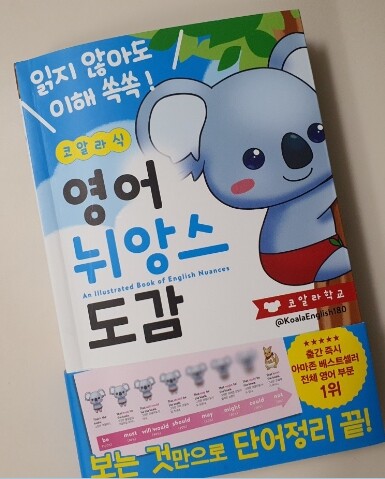 읽지 않아도
이해 쏙쏙!
코알라식
영어
뉘앙스
An Illustrated Book of English Nuances
도감
코알라학교
@KoalaEnglish180
★★★★★
출간 즉시
아마존 베스트셀러
전체 영어 부문
1위
be must will would should may might could not
보는 것만으로 단어정리 끝!